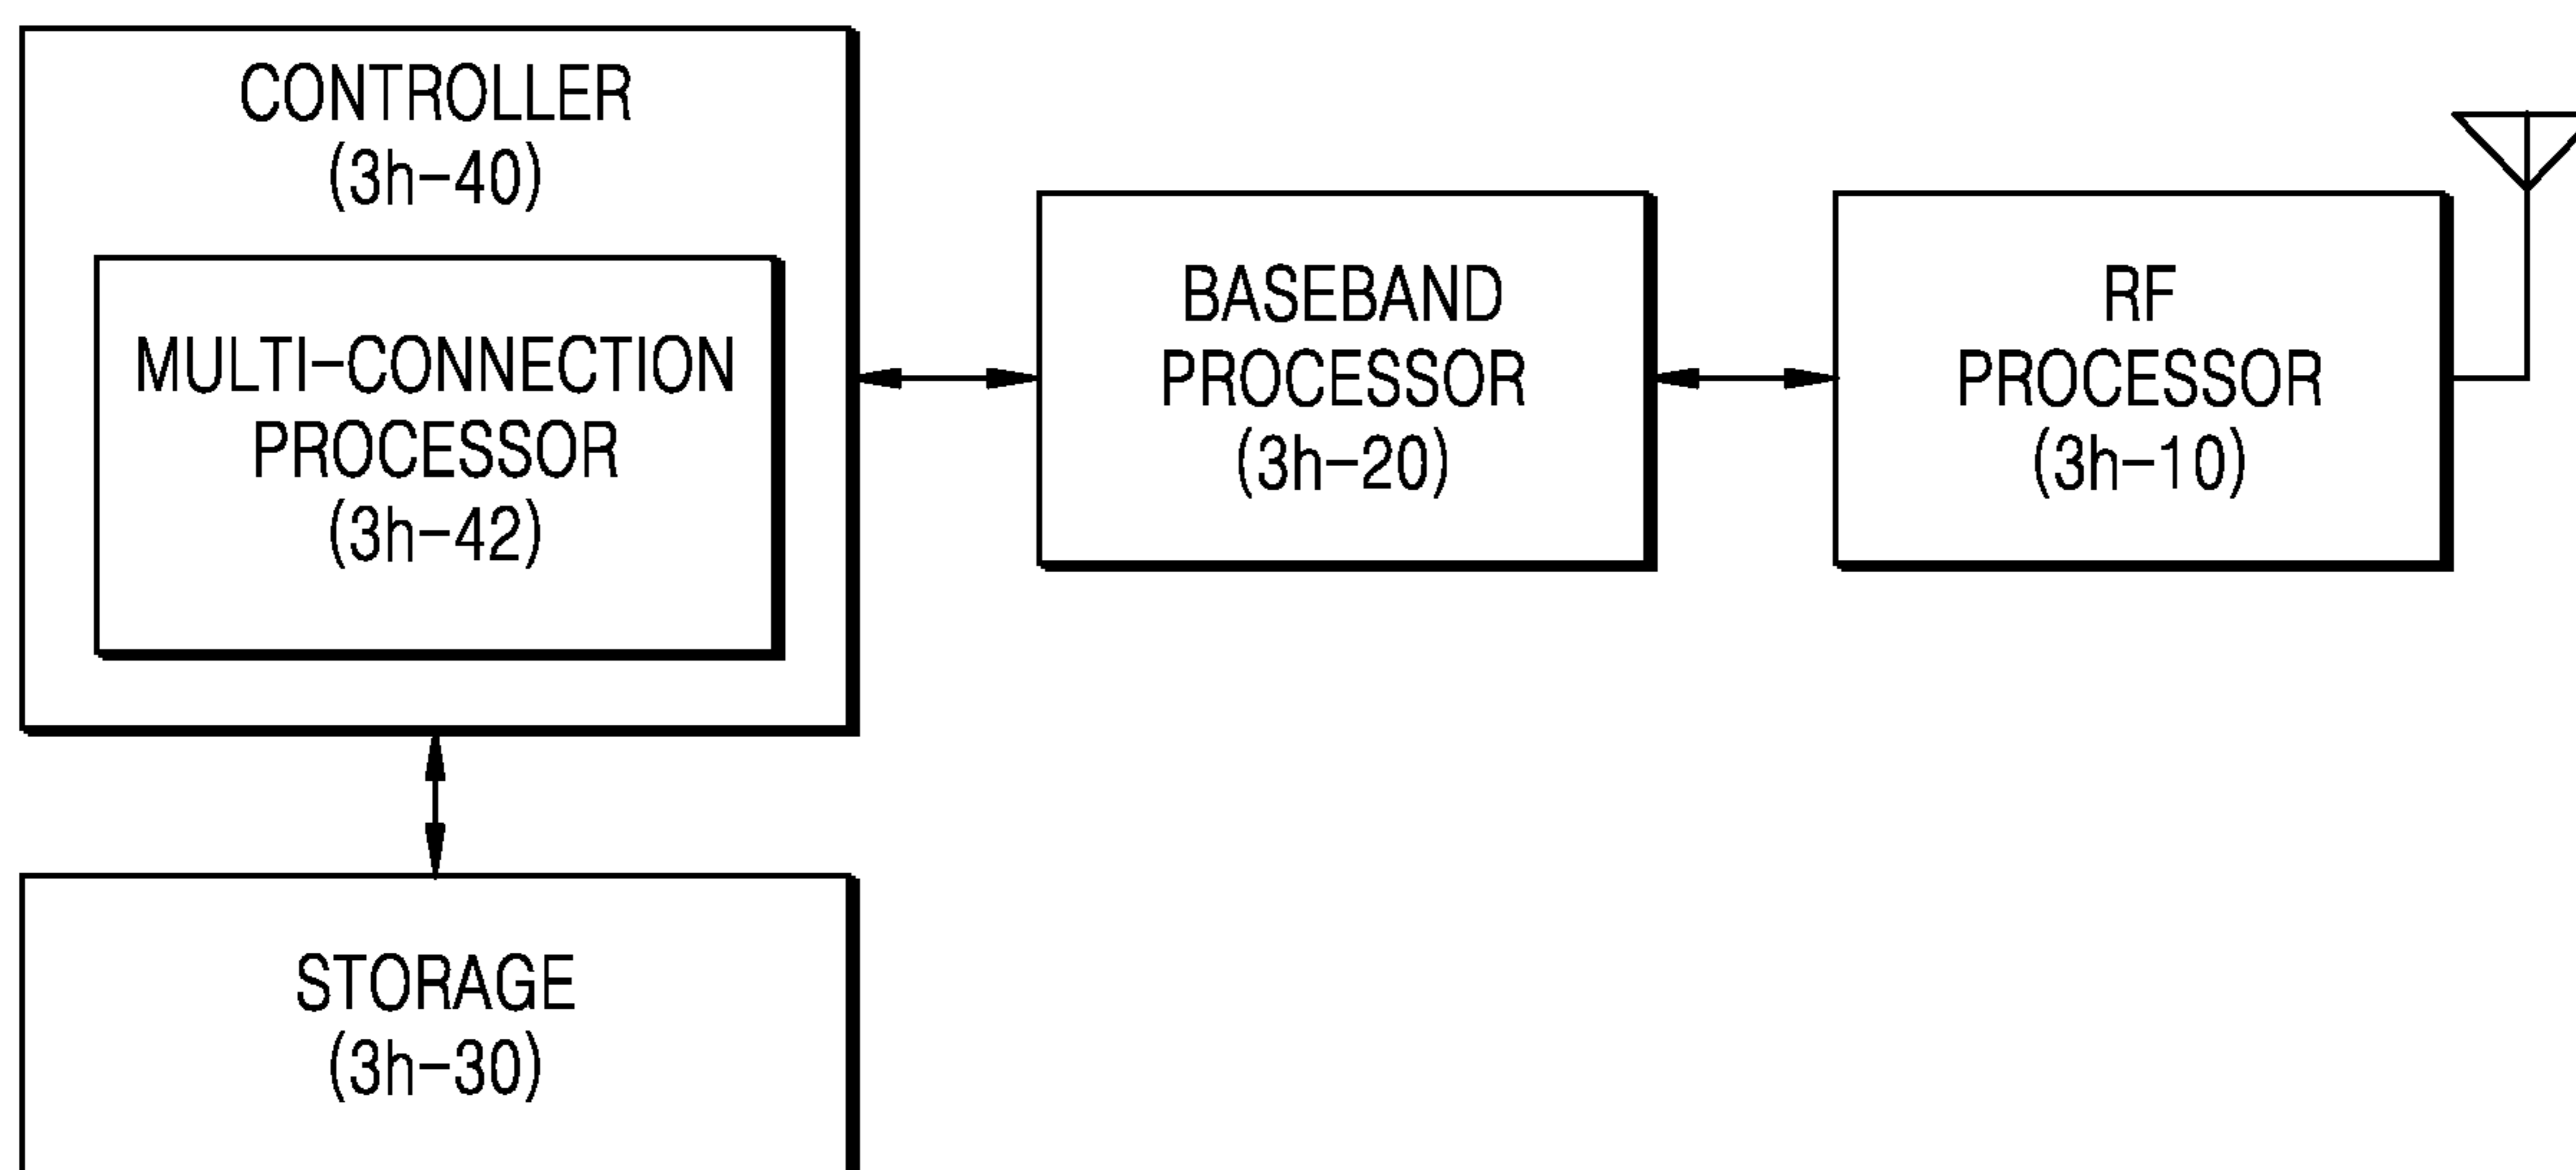 CONTROLLER
(3h-40)
MULTI-CONNECTION
PROCESSOR
(3h-42)
BASEBAND
PROCESSOR
(3h-20)
RF
PROCESSOR
(3h-10)
STORAGE
(3h-30)